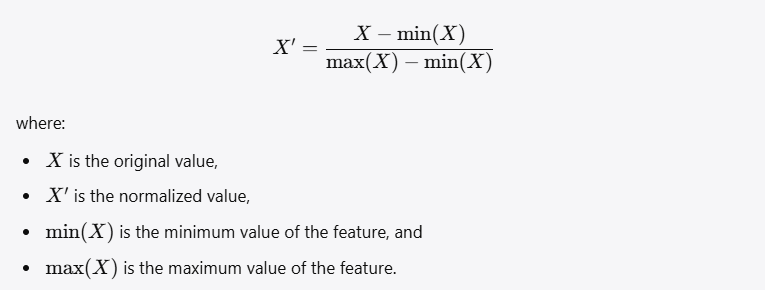 X′ = (X − min(X)) / (max(X) − min(X))
where:
• X is the original value,
• X′ is the normalized value,
• min(X) is the minimum value of the feature, and
• max(X) is the maximum value of the feature.